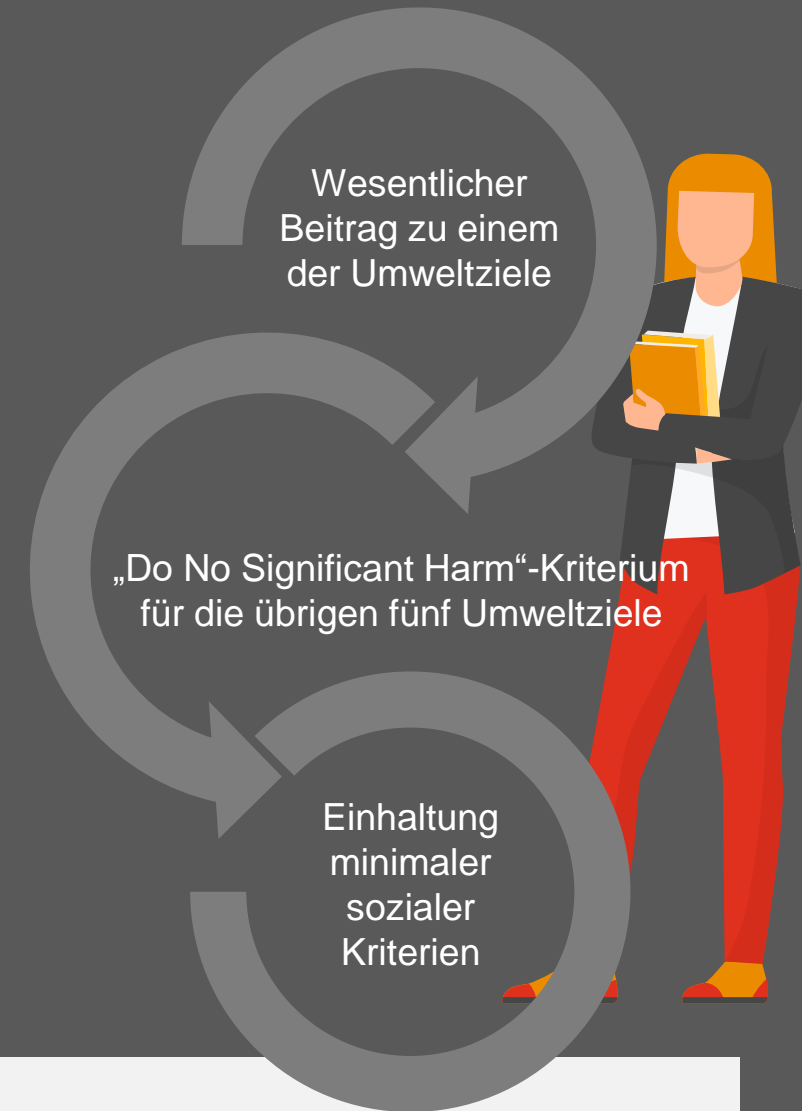 Wesentlicher
Beitrag zu einem
der Umweltziele
„Do No Significant Harm“-Kriterium
für die übrigen fünf Umweltziele
Einhaltung
minimaler
sozialer
Kriterien